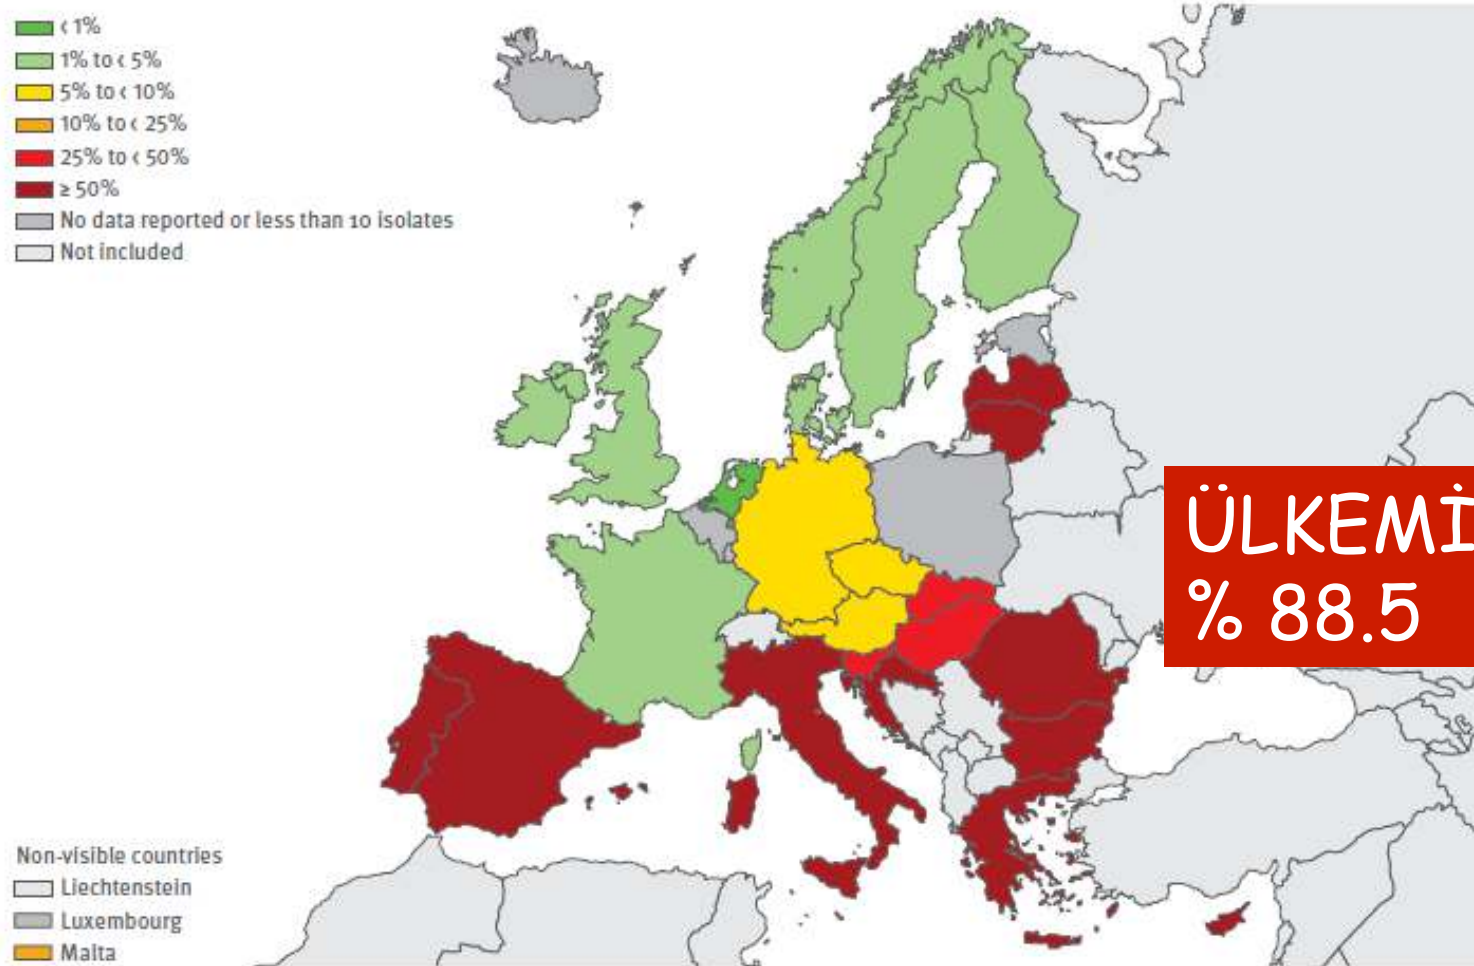 < 1%
1% to < 5%
5% to < 10%
10% to < 25%
25% to < 50%
≥ 50%
No data reported or less than 10 isolates
Not included
ÜLKEMİ
% 88.5
Non-visible countries
Liechtenstein
Luxembourg
Malta